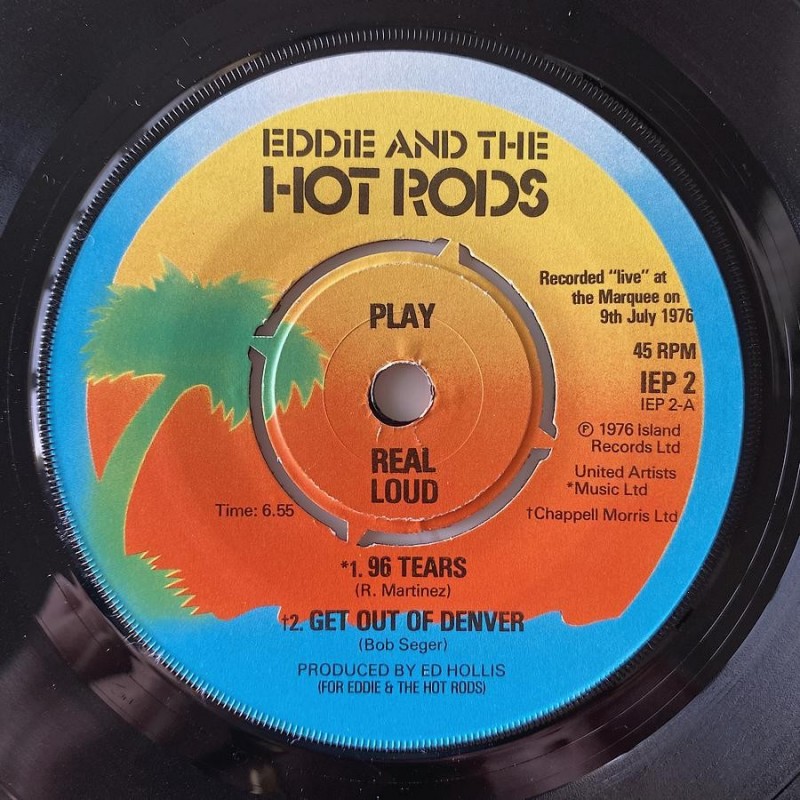 EDDiE AND THE
HOT RODS
PLAY
REAL
LOUD
Recorded "live" at
the Marquee on
9th July 1976
45 RPM
IEP 2
IEP 2-A
℗ 1976 Island
Records Ltd
United Artists
*Music Ltd
†Chappell Morris Ltd
Time: 6.55
*1. 96 TEARS
(R. Martinez)
†2. GET OUT OF DENVER
(Bob Seger)
PRODUCED BY ED HOLLIS
(FOR EDDIE & THE HOT RODS)